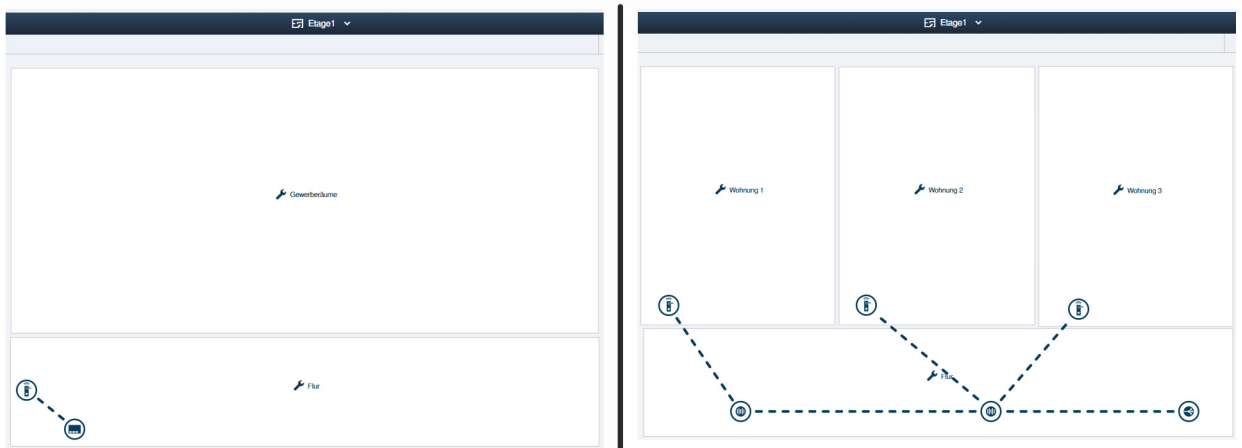 Etage1
Gewerberäume
Flur
Etage1
Wohnung 1
Wohnung 2
Wohnung 3
Flur